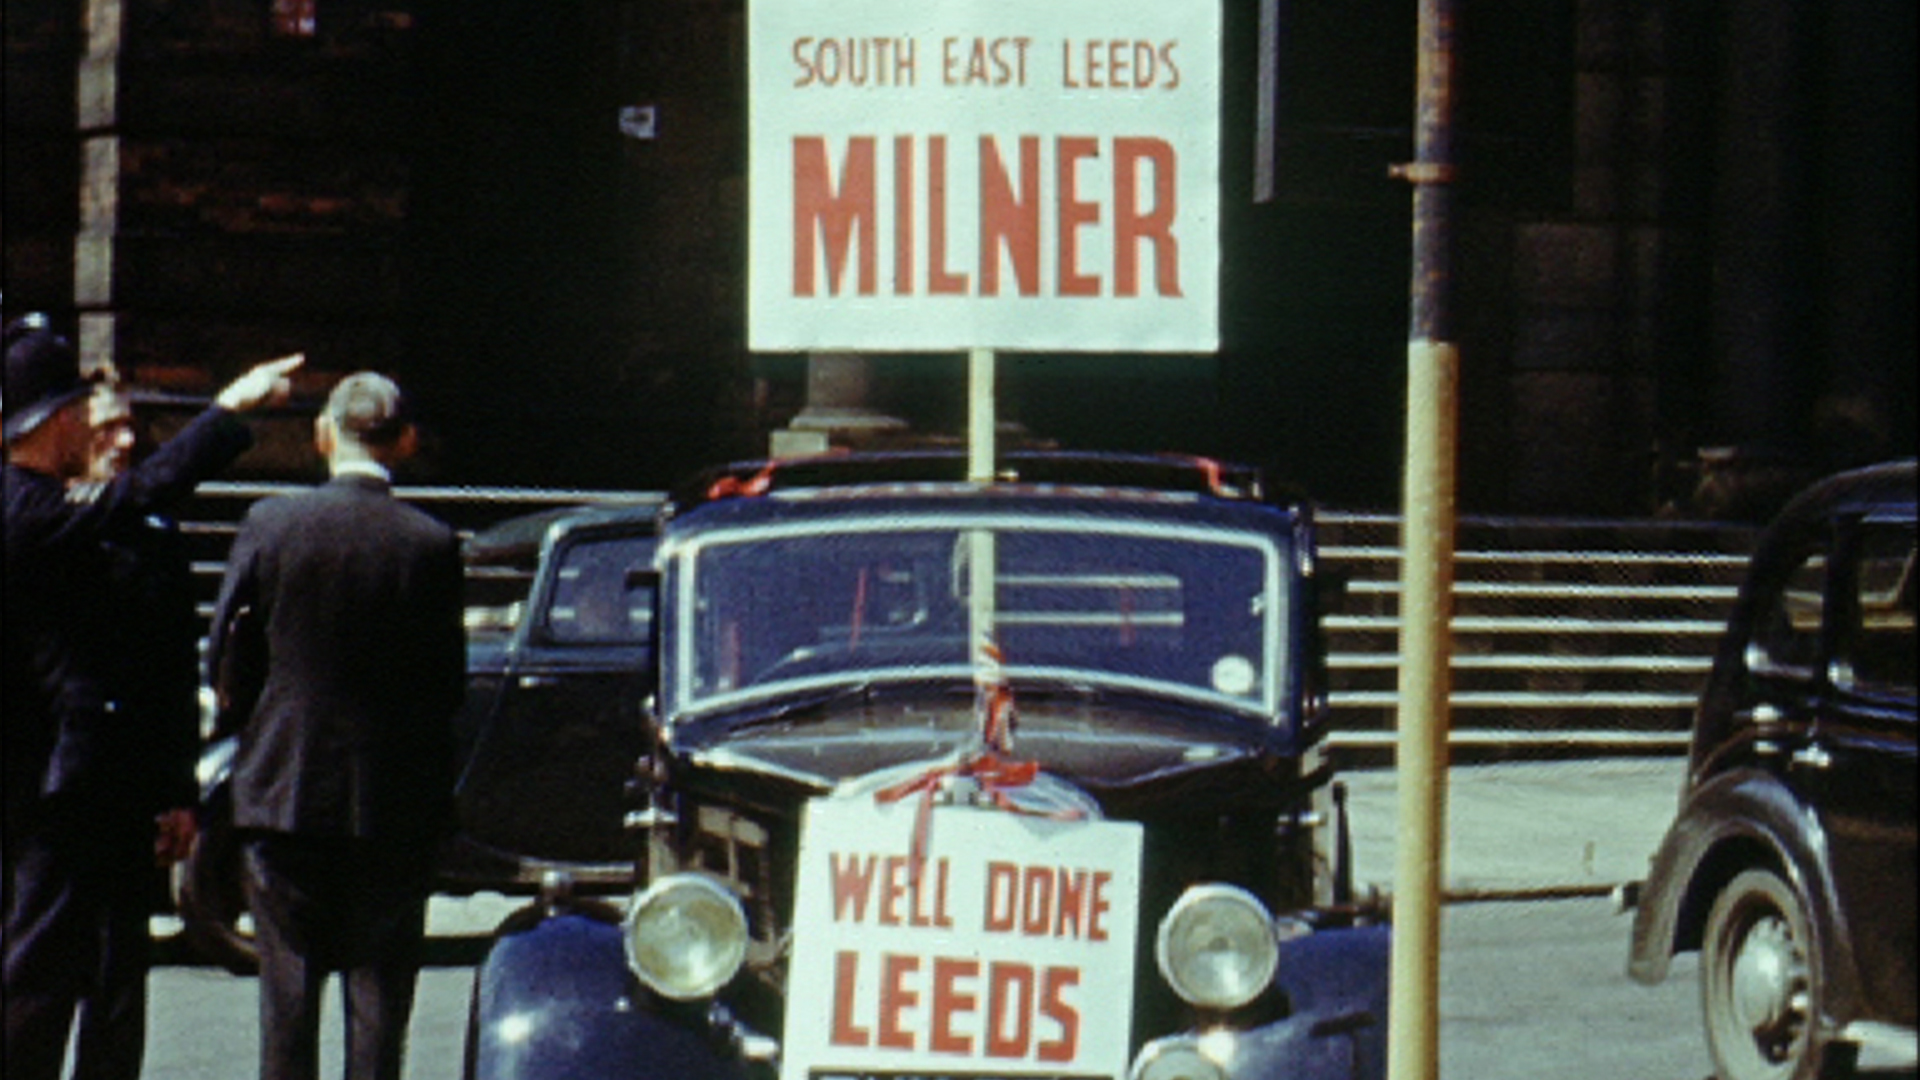 SOUTH EAST LEEDS
MILNER
WELL DONE
LEEDS